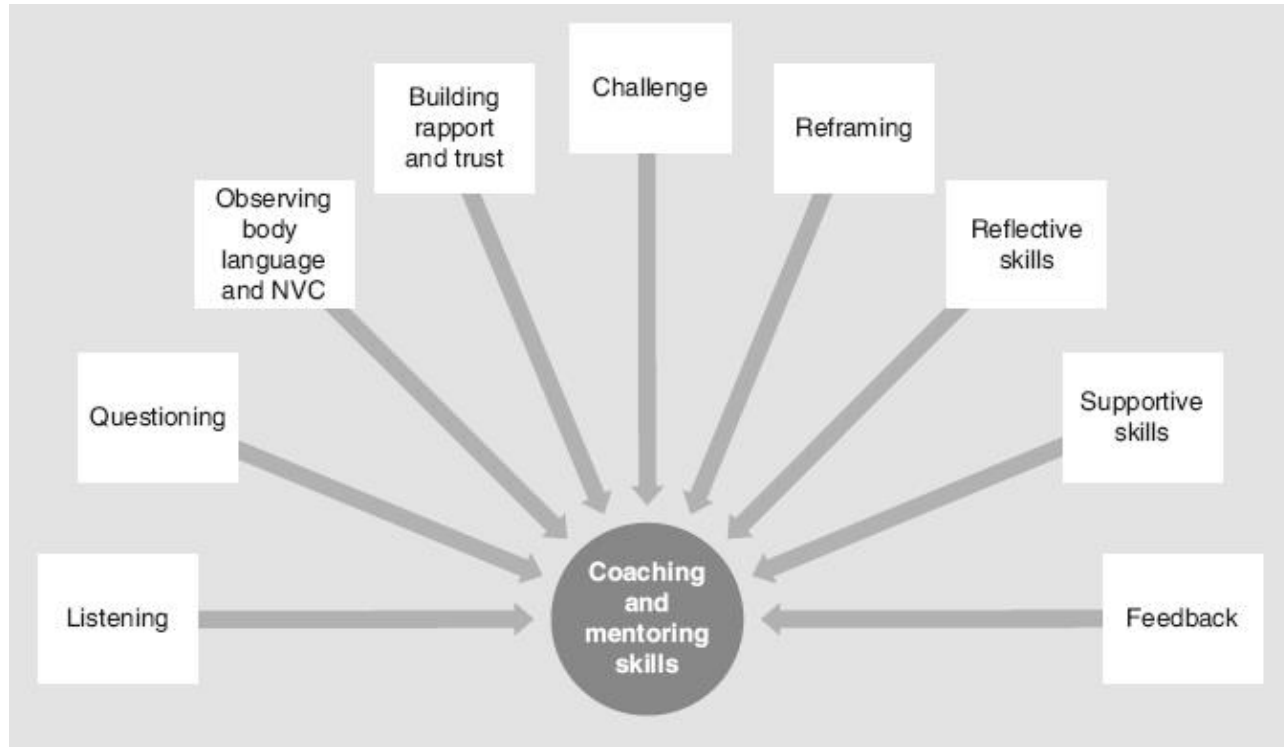 Listening
Questioning
Observing
body
language
and NVC
Building
rapport
and trust
Challenge
Reframing
Reflective
skills
Supportive
skills
Feedback
Coaching
and
mentoring
skills